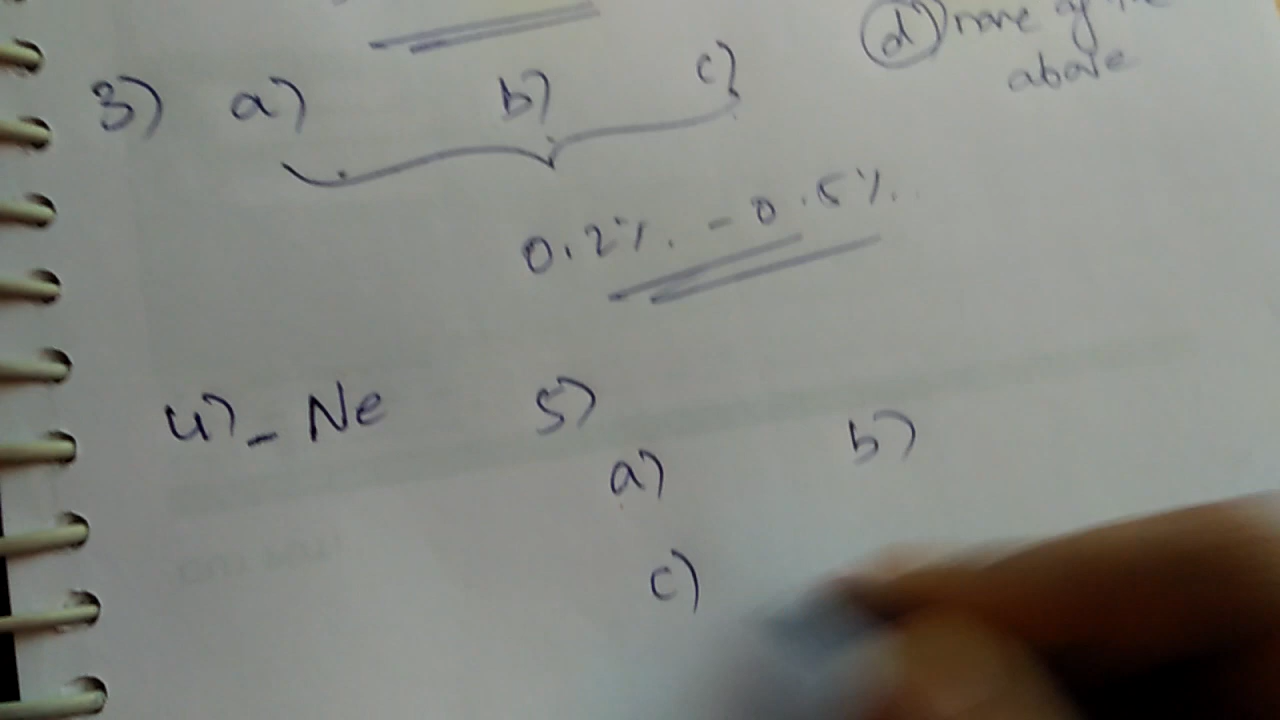 d) none of the
above
3) a) b) c)
0.2% - 0.5%.
4) - Ne 5)
a) b)
c)